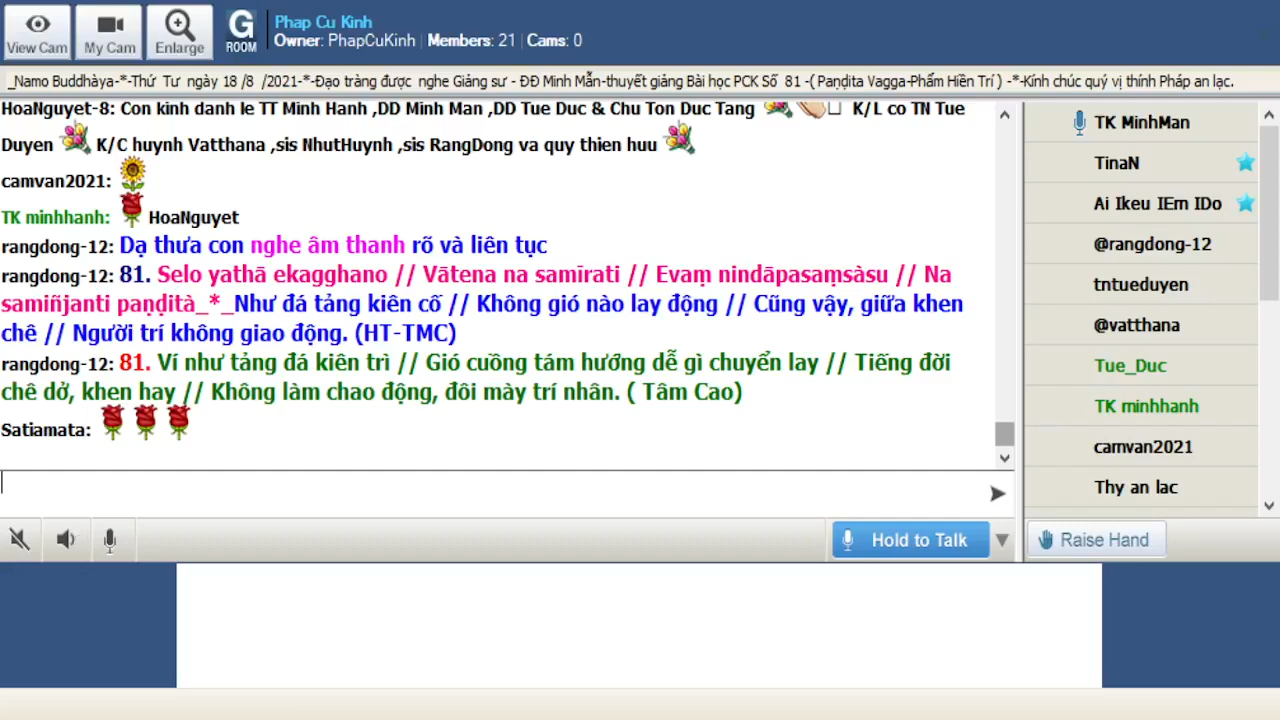 View Cam
My Cam
Enlarge
G
ROOM
Phap Cu Kinh
Owner: PhapCuKinh | Members: 21 | Cams: 0
_Namo Buddhàya-*-Thứ Tư ngày 18 /8 /2021-*-Đạo tràng được nghe Giảng sư - ĐĐ Minh Mẫn-thuyết giảng Bài học PCK Số 81 -( Paṇḍita Vagga-Phẩm Hiền Trí ) -*-Kính chúc quý vị thính Pháp an lạc.
HoaNguyet-8: Con kinh danh le TT Minh Hanh ,DD Minh Man ,DD Tue Duc & Chu Ton Duc Tang K/L co TN Tue
Duyen K/C huynh Vatthana ,sis NhutHuynh ,sis RangDong va quy thien huu
camvan2021:
TK minhhanh: HoaNguyet
rangdong-12: Dạ thưa con nghe âm thanh rõ và liên tục
rangdong-12: 81. Selo yathā ekagghano // Vātena na samīrati // Evaṃ nindāpasaṃsàsu // Na
samiñjanti paṇḍità_*_Như đá tảng kiên cố // Không gió nào lay động // Cũng vậy, giữa khen
chê // Người trí không giao động. (HT-TMC)
rangdong-12: 81. Ví như tảng đá kiên trì // Gió cuồng tám hướng dễ gì chuyển lay // Tiếng đời
chê dở, khen hay // Không làm chao động, đôi mày trí nhân. ( Tâm Cao)
Satiamata:
TK MinhMan
TinaN
Ai Ikeu IEm IDo
@rangdong-12
tntueduyen
@vatthana
Tue_Duc
TK minhhanh
camvan2021
Thy an lac
Hold to Talk
Raise Hand